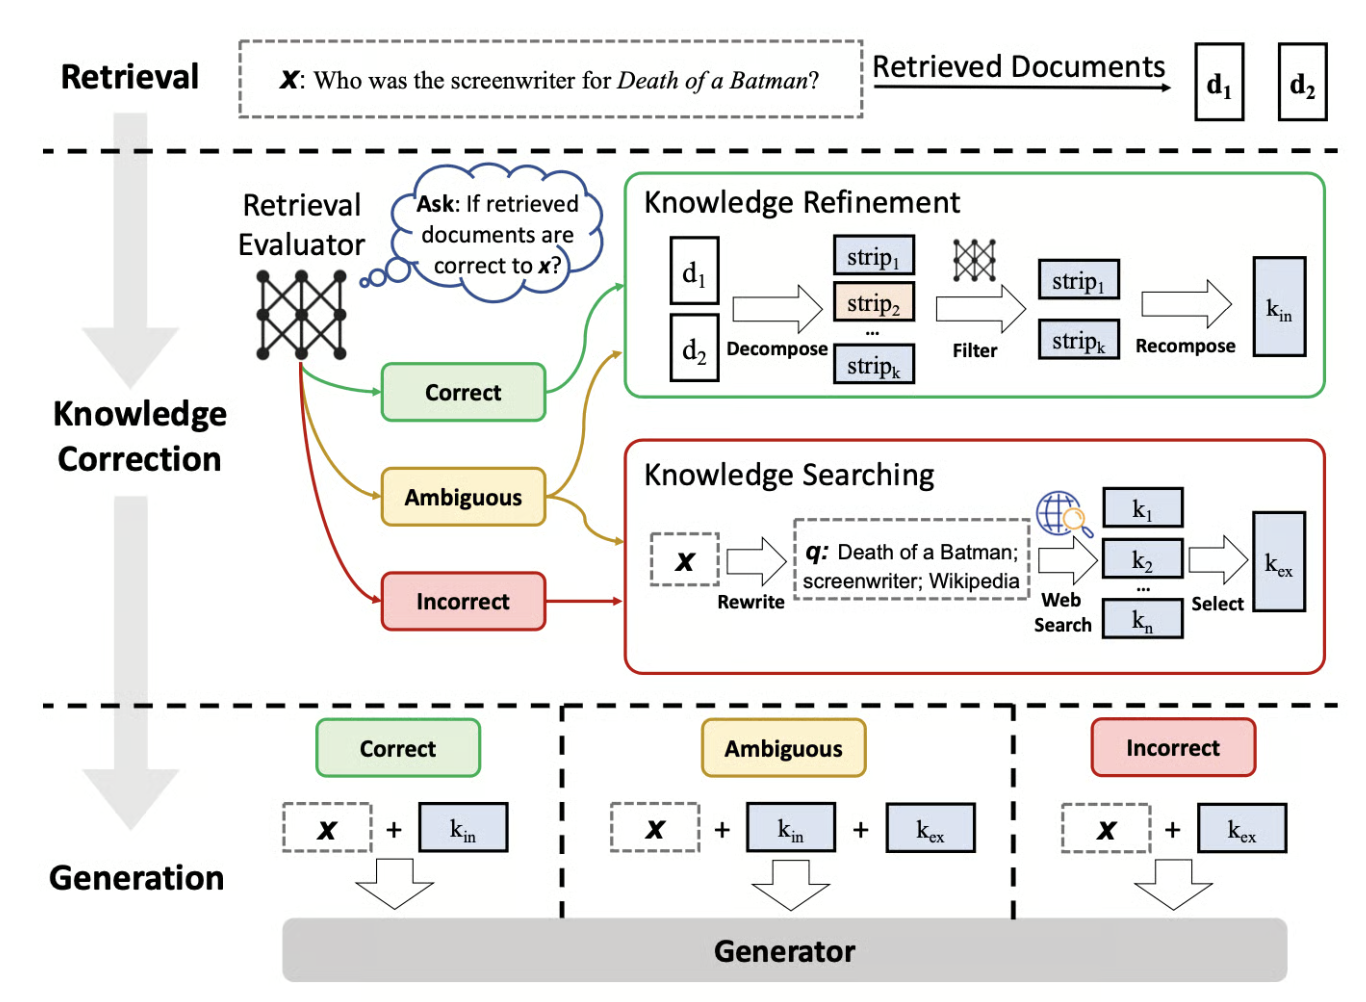 Retrieval
x: Who was the screenwriter for Death of a Batman?
Retrieved Documents
d1
d2
Retrieval
Evaluator
Ask: If retrieved
documents are
correct to x?
Knowledge
Correction
Correct
Ambiguous
Incorrect
Knowledge Refinement
d1
d2
Decompose
strip1
strip2
...
stripk
Filter
strip1
stripk
Recompose
kin
Knowledge Searching
x
Rewrite
q: Death of a Batman;
screenwriter; Wikipedia
Web
Search
k1
k2
...
kn
Select
kex
Generation
Correct
x + kin
Ambiguous
x + kin + kex
Incorrect
x + kex
Generator